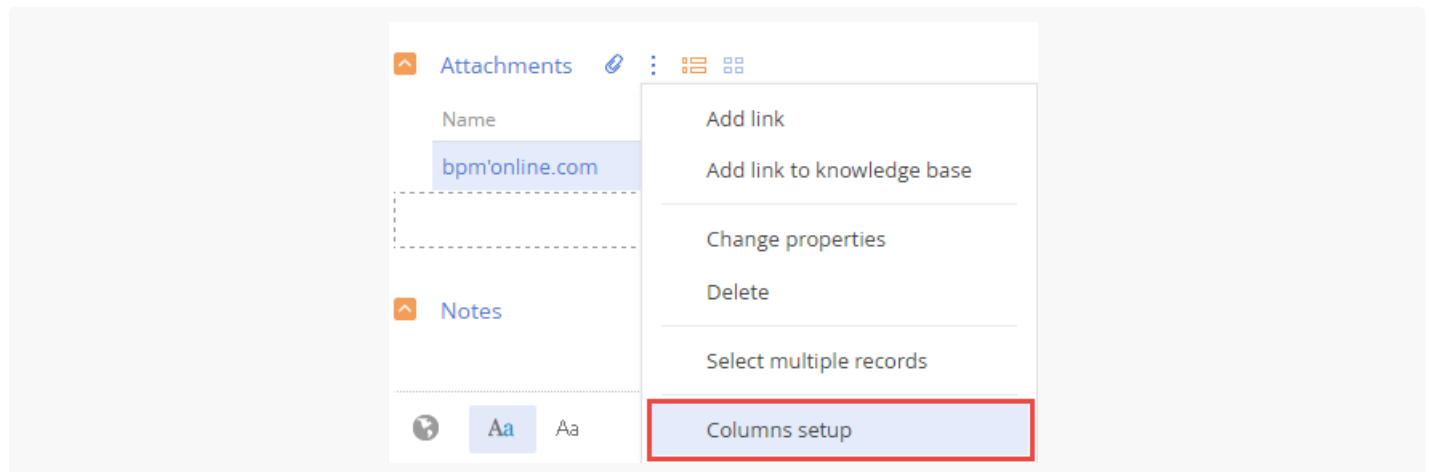 Attachments
Name
bpm'online.com
Add link
Add link to knowledge base
Change properties
Delete
Select multiple records
Columns setup
Notes
Aa Aa